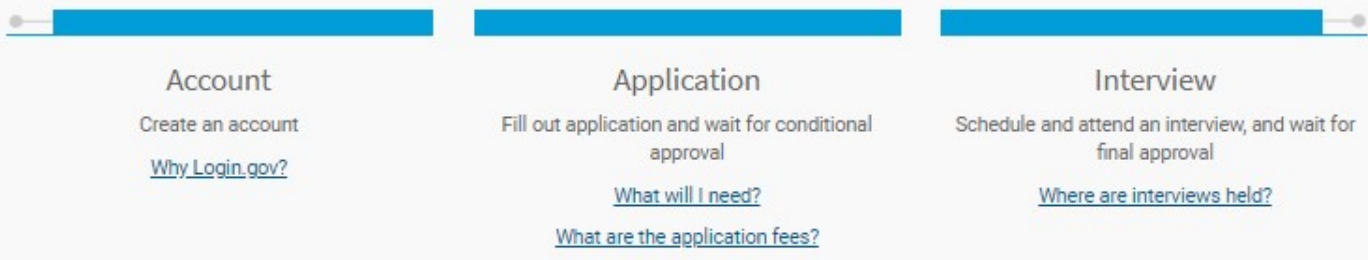 Account
Create an account
Why Login.gov?
Application
Fill out application and wait for conditional
approval
What will I need?
What are the application fees?
Interview
Schedule and attend an interview, and wait for
final approval
Where are interviews held?